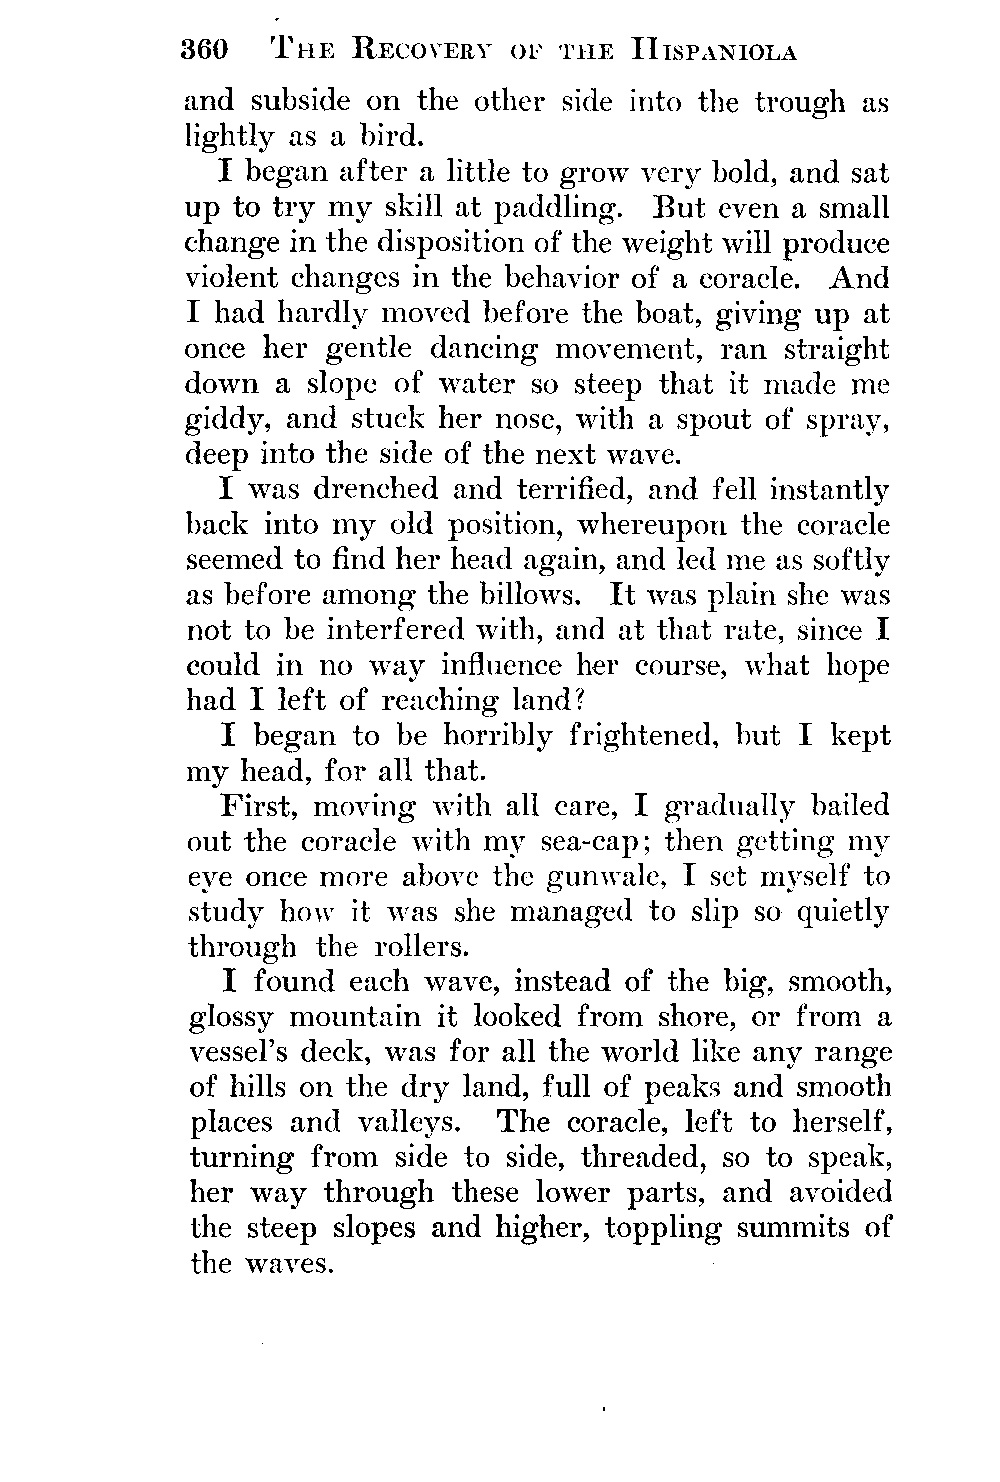 360 The Recovery of the Hispaniola
and subside on the other side into the trough as
lightly as a bird.
I began after a little to grow very bold, and sat
up to try my skill at paddling. But even a small
change in the disposition of the weight will produce
violent changes in the behavior of a coracle. And
I had hardly moved before the boat, giving up at
once her gentle dancing movement, ran straight
down a slope of water so steep that it made me
giddy, and stuck her nose, with a spout of spray,
deep into the side of the next wave.
I was drenched and terrified, and fell instantly
back into my old position, whereupon the coracle
seemed to find her head again, and led me as softly
as before among the billows. It was plain she was
not to be interfered with, and at that rate, since I
could in no way influence her course, what hope
had I left of reaching land?
I began to be horribly frightened, but I kept
my head, for all that.
First, moving with all care, I gradually bailed
out the coracle with my sea-cap; then getting my
eye once more above the gunwale, I set myself to
study how it was she managed to slip so quietly
through the rollers.
I found each wave, instead of the big, smooth,
glossy mountain it looked from shore, or from a
vessel's deck, was for all the world like any range
of hills on the dry land, full of peaks and smooth
places and valleys. The coracle, left to herself,
turning from side to side, threaded, so to speak,
her way through these lower parts, and avoided
the steep slopes and higher, toppling summits of
the waves.